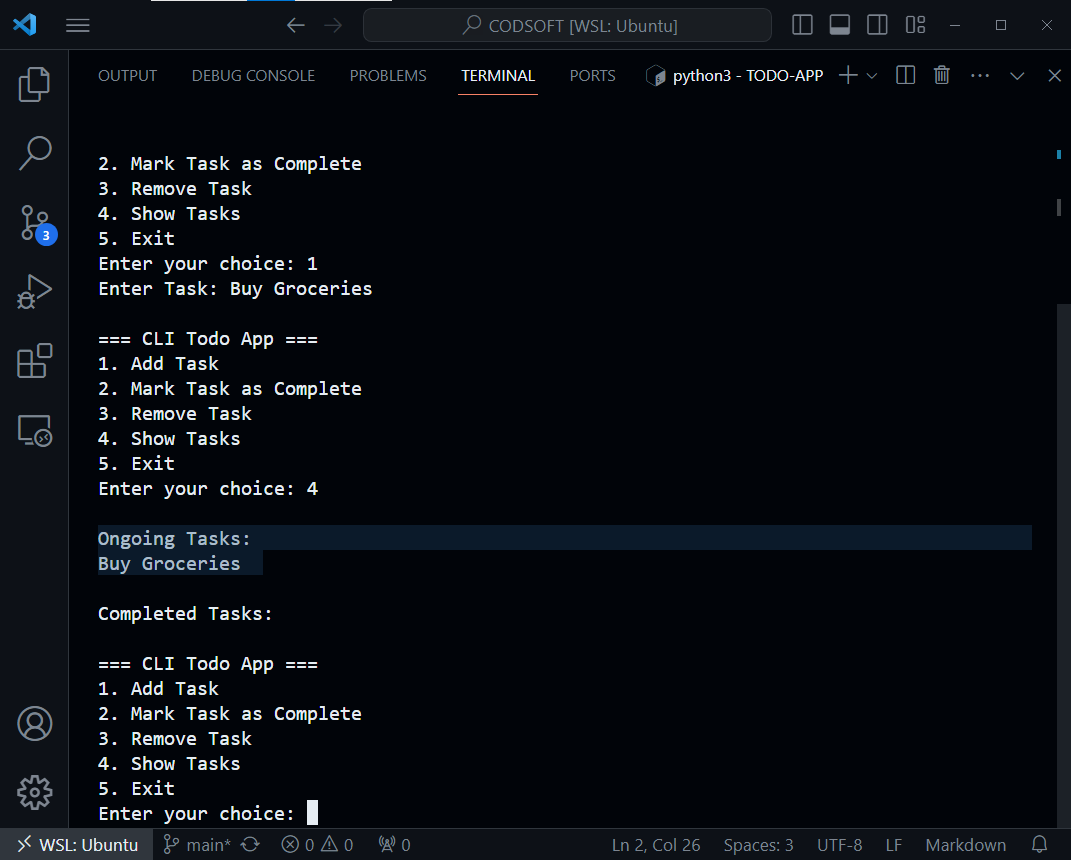 CODSOFT [WSL: Ubuntu]
OUTPUT DEBUG CONSOLE PROBLEMS TERMINAL PORTS python3 - TODO-APP
2. Mark Task as Complete
3. Remove Task
4. Show Tasks
5. Exit
Enter your choice: 1
Enter Task: Buy Groceries
=== CLI Todo App ===
1. Add Task
2. Mark Task as Complete
3. Remove Task
4. Show Tasks
5. Exit
Enter your choice: 4
Ongoing Tasks:
Buy Groceries
Completed Tasks:
=== CLI Todo App ===
1. Add Task
2. Mark Task as Complete
3. Remove Task
4. Show Tasks
5. Exit
Enter your choice:
3
WSL: Ubuntu main* 0 0 0 Ln 2, Col 26 Spaces: 3 UTF-8 LF Markdown